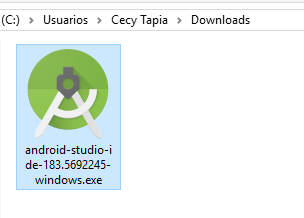 (C:) > Usuarios > Cecy Tapia > Downloads
android-studio-i
de-183.5692245-
windows.exe